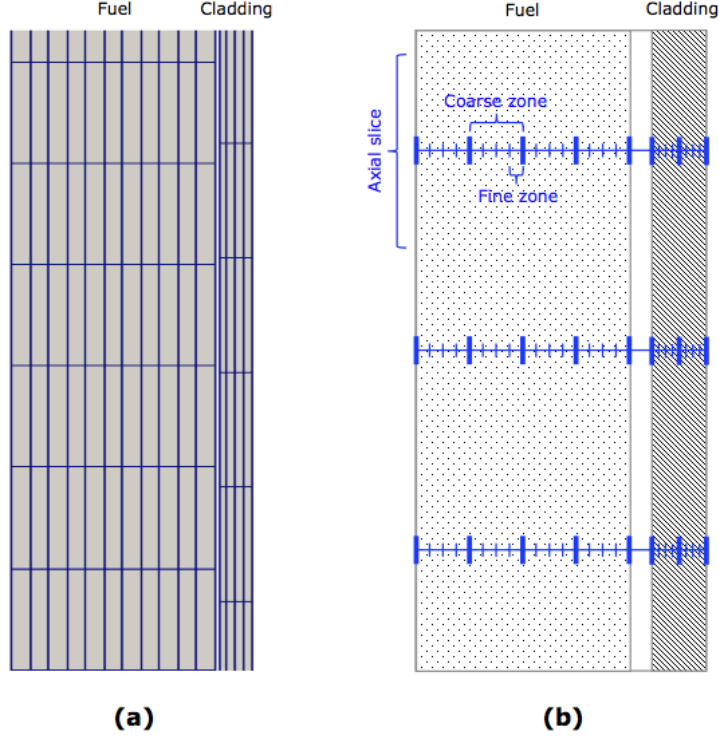 Fuel
Cladding
Fuel
Cladding
Coarse zone
Axial slice
Fine zone
(a)
(b)